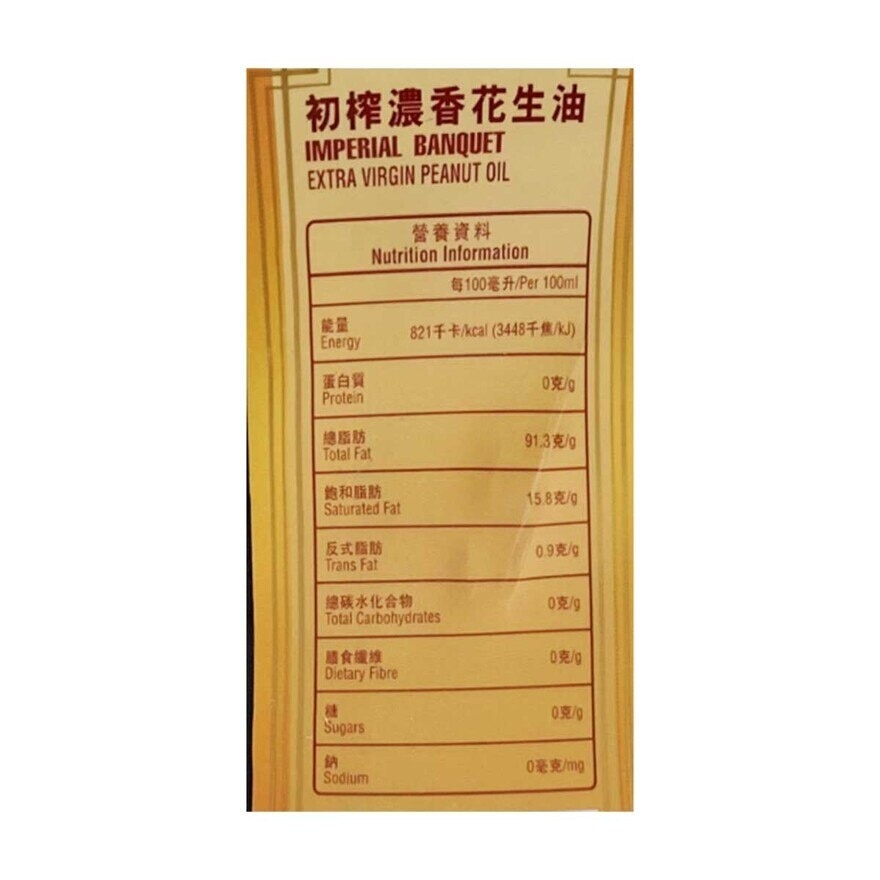 初榨濃香花生油
IMPERIAL BANQUET
EXTRA VIRGIN PEANUT OIL
營養資料
Nutrition Information
每100毫升/Per 100ml
能量
Energy
821千卡/kcal (3448千焦/kJ)
蛋白質
Protein
0克/g
總脂肪
Total Fat
91.3克/g
飽和脂肪
Saturated Fat
15.8克/g
反式脂肪
Trans Fat
0.9克/g
總碳水化合物
Total Carbohydrates
0克/g
膳食纖維
Dietary Fibre
0克/g
糖
Sugars
0克/g
鈉
Sodium
0毫克/mg